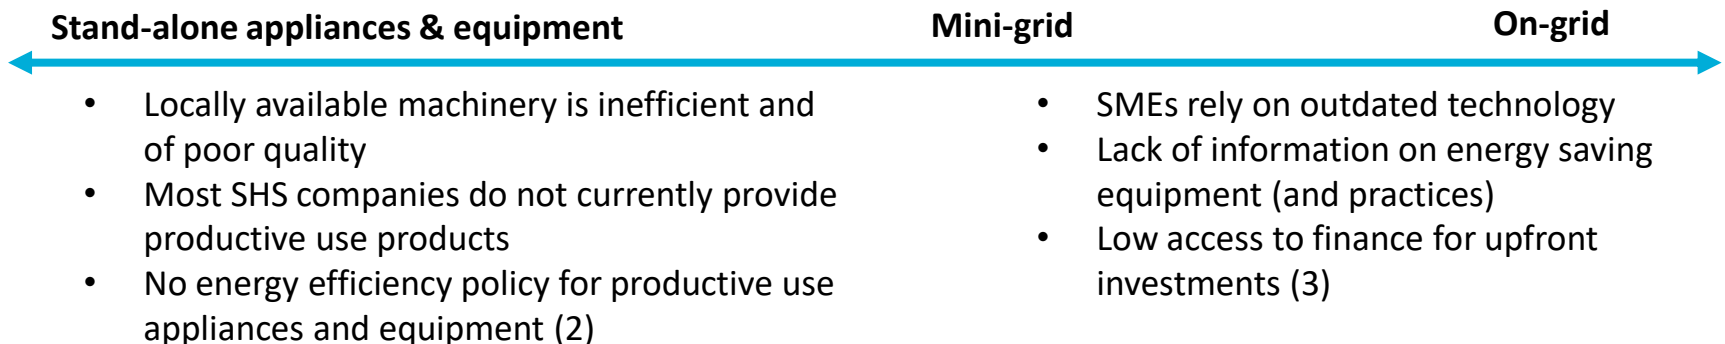 Stand-alone appliances & equipment
Mini-grid
On-grid
• Locally available machinery is inefficient and
of poor quality
• Most SHS companies do not currently provide
productive use products
• No energy efficiency policy for productive use
appliances and equipment (2)
• SMEs rely on outdated technology
• Lack of information on energy saving
equipment (and practices)
• Low access to finance for upfront
investments (3)